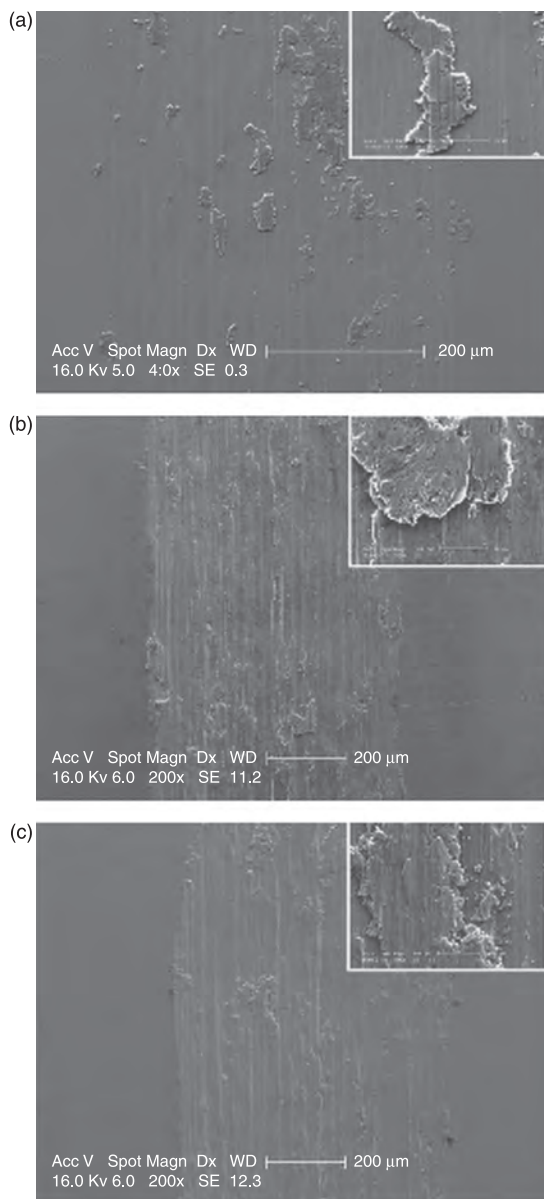 (a)
Acc V Spot Magn Dx WD 200 μm
16.0 Kv 5.0 4:0x SE 0.3
(b)
Acc V Spot Magn Dx WD 200 μm
16.0 Kv 6.0 200x SE 11.2
(c)
Acc V Spot Magn Dx WD 200 μm
16.0 Kv 6.0 200x SE 12.3